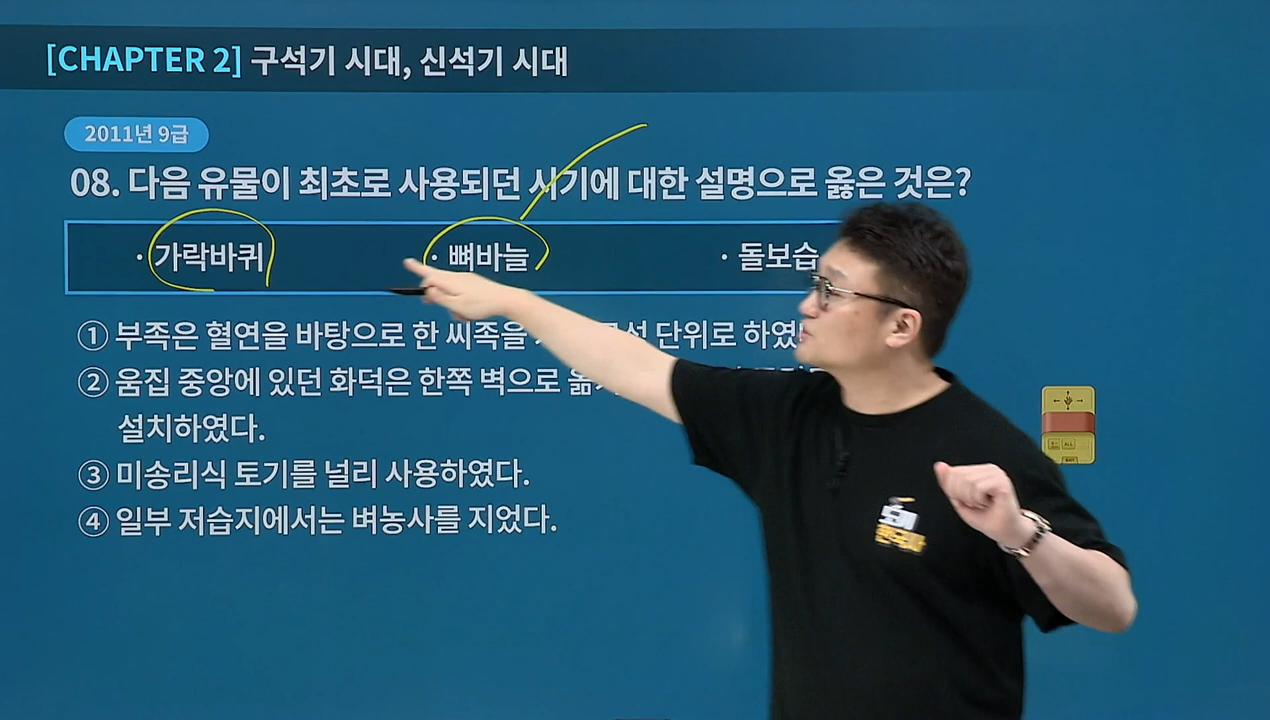 [CHAPTER 2] 구석기 시대, 신석기 시대
2011년 9급
08. 다음 유물이 최초로 사용되던 시기에 대한 설명으로 옳은 것은?
· 가락바퀴 · 뼈바늘 · 돌보습
① 부족은 혈연을 바탕으로 한 씨족을 단위로
② 움집 중앙에 있던 화덕은 한쪽 벽으로
설치하였다.
③ 미송리식 토기를 널리 사용하였다.
④ 일부 저습지에서는 벼농사를 지었다.
ALL